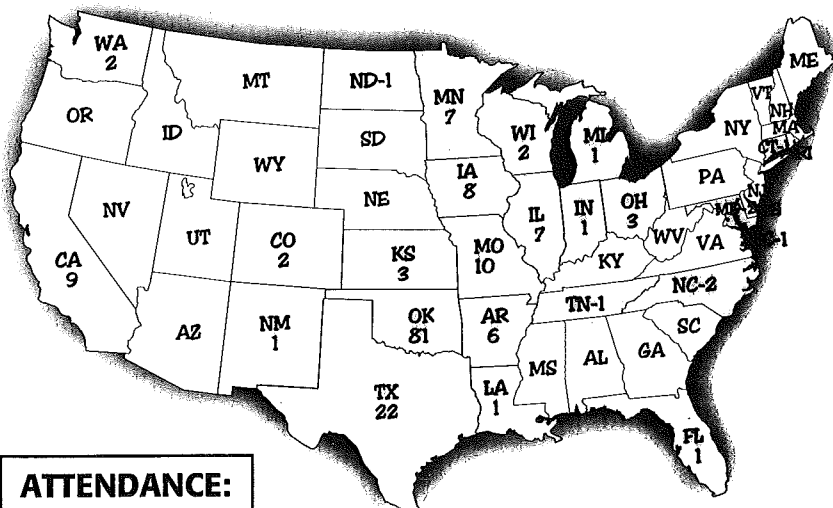 WA
2
MT
ND-1
MN
7
ME
VT
NH
MA
OR
ID
SD
WI
2
MI
1
NY
CT-1
RI
WY
IA
8
PA
NJ
NE
NV
UT
CO
2
IL
7
IN
1
OH
3
WV
VA
CA
9
KS
3
MO
10
KY
NC-2
TN-1
AZ
NM
1
OK
81
AR
6
SC
MS
AL
GA
TX
22
LA
1
FL
1
ATTENDANCE: